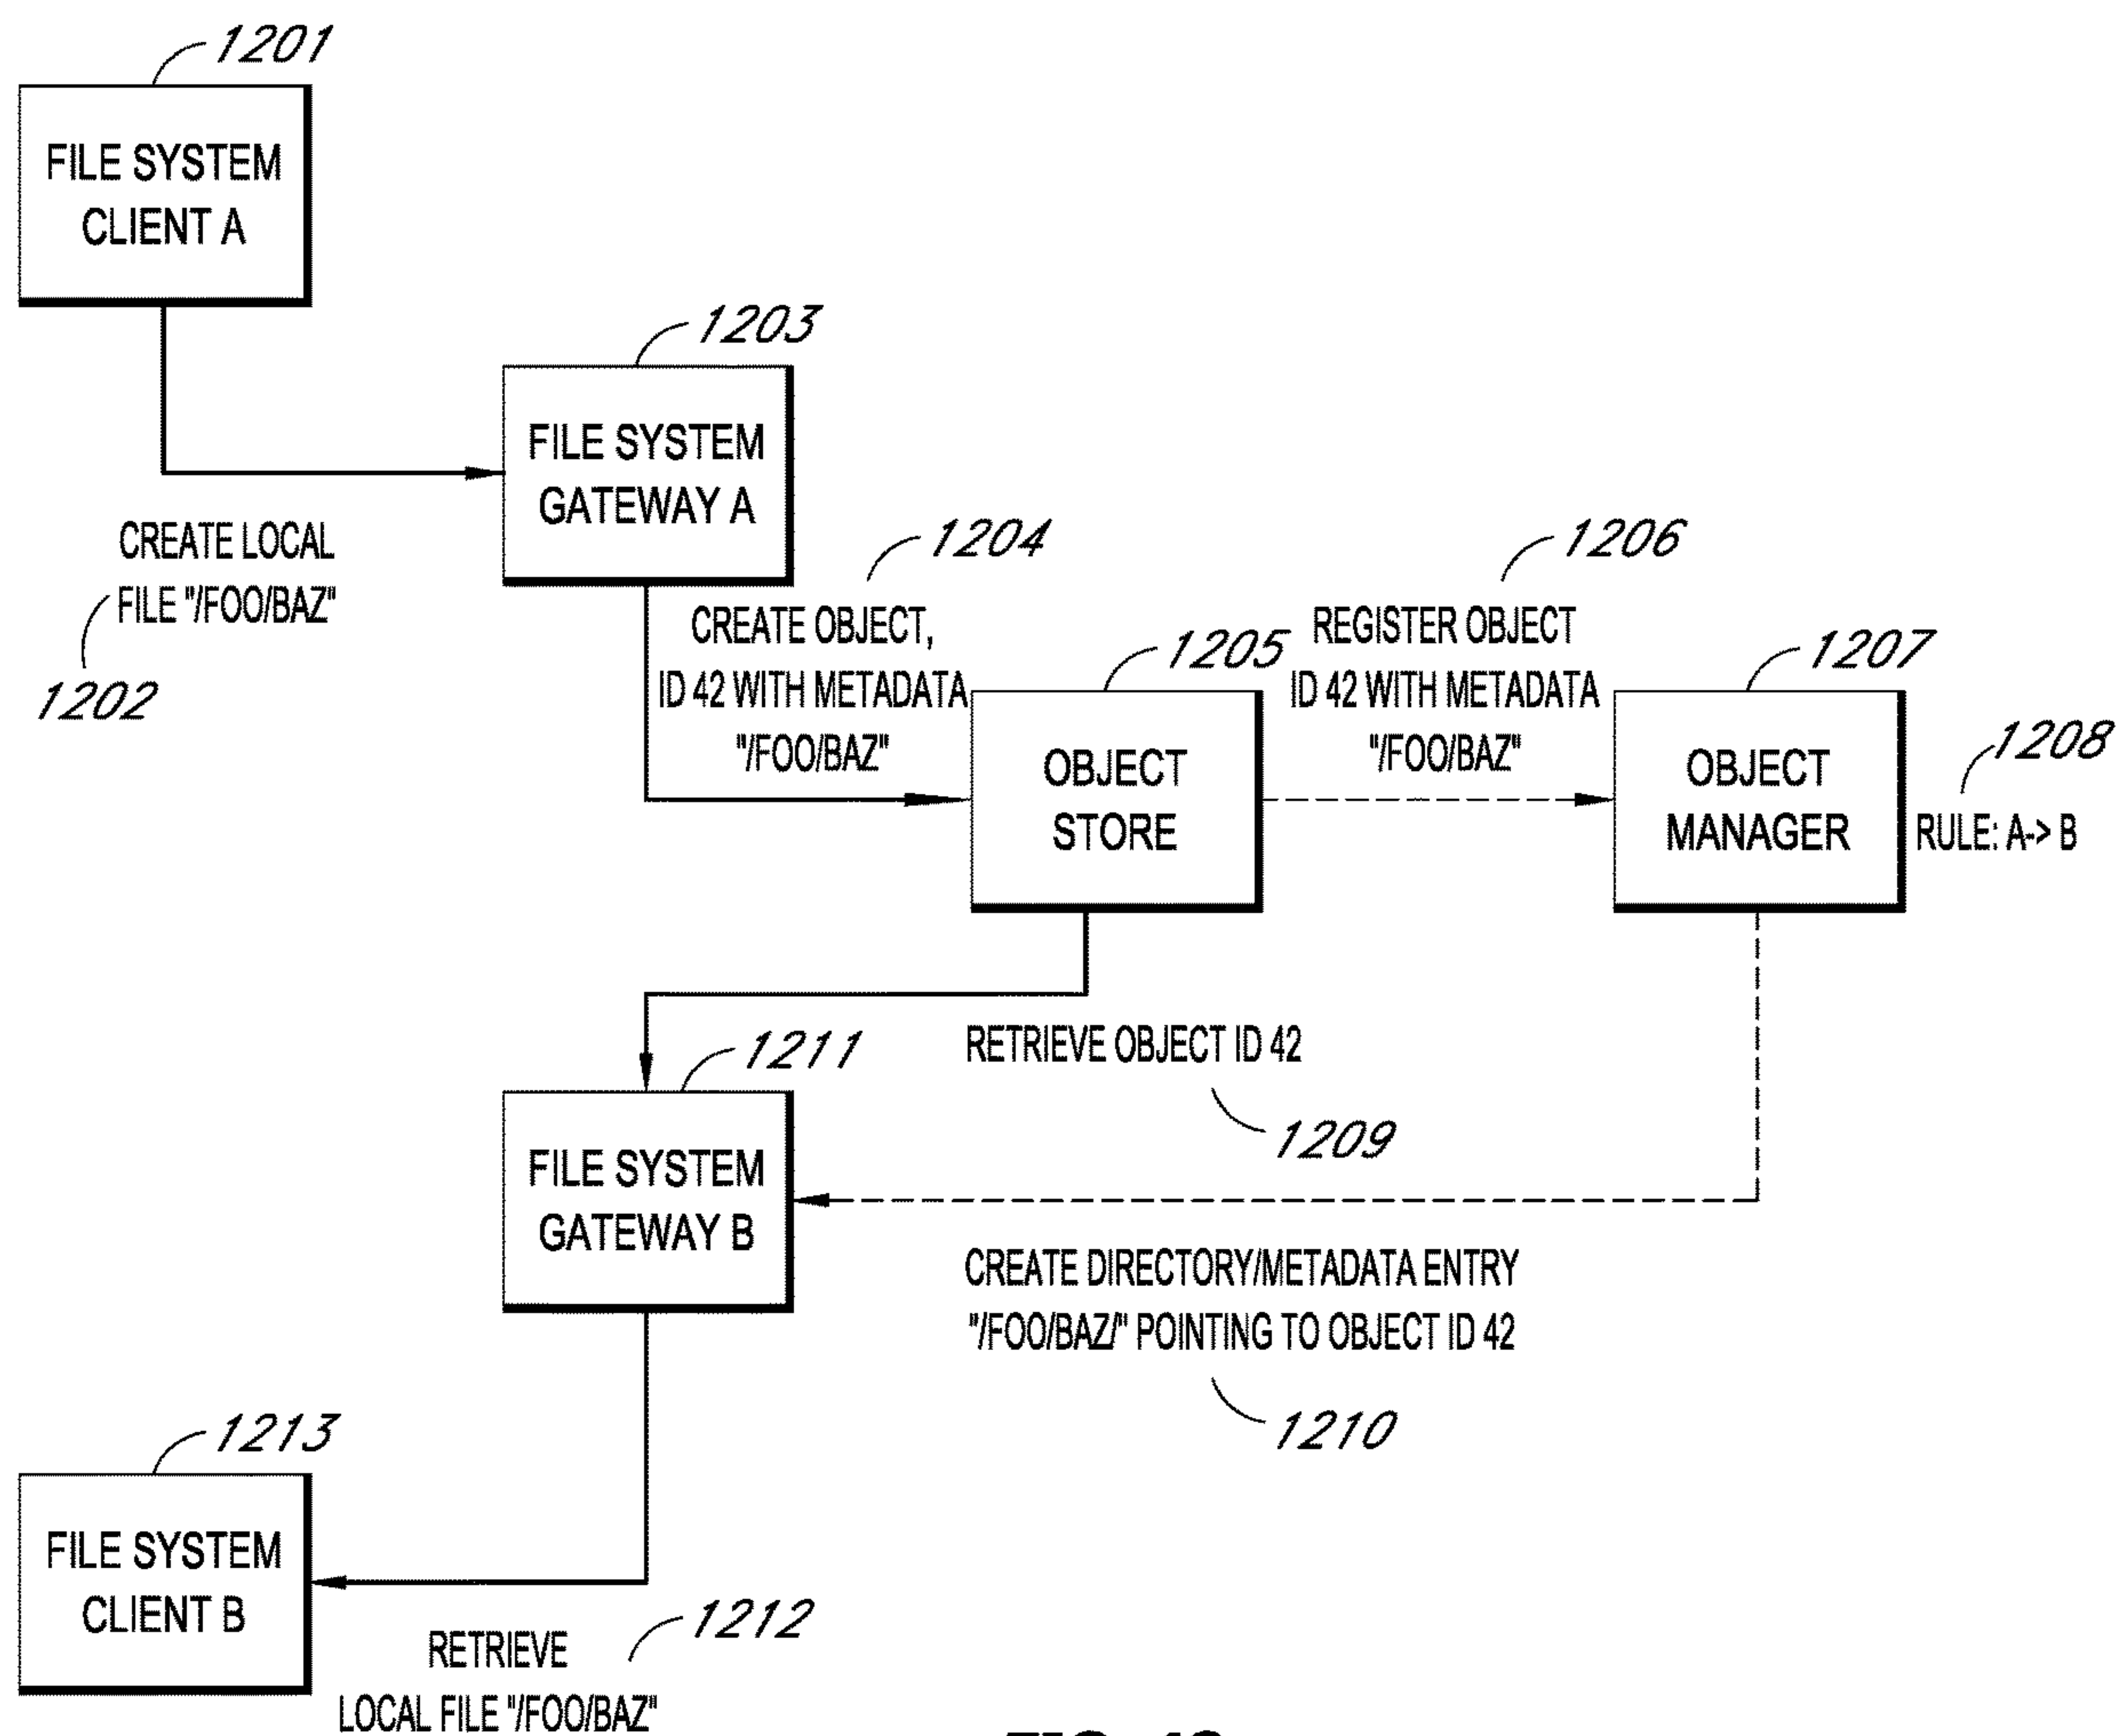 1201
FILE SYSTEM
CLIENT A
1203
FILE SYSTEM
GATEWAY A
CREATE LOCAL
FILE "/FOO/BAZ"
1202
1204
CREATE OBJECT,
ID 42 WITH METADATA
"/FOO/BAZ"
1205
OBJECT
STORE
1206
REGISTER OBJECT
ID 42 WITH METADATA
"/FOO/BAZ"
1207
OBJECT
MANAGER
1208
RULE: A-> B
RETRIEVE OBJECT ID 42
1209
1211
FILE SYSTEM
GATEWAY B
CREATE DIRECTORY/METADATA ENTRY
"/FOO/BAZ/" POINTING TO OBJECT ID 42
1210
1213
FILE SYSTEM
CLIENT B
1212
RETRIEVE
LOCAL FILE "/FOO/BAZ"